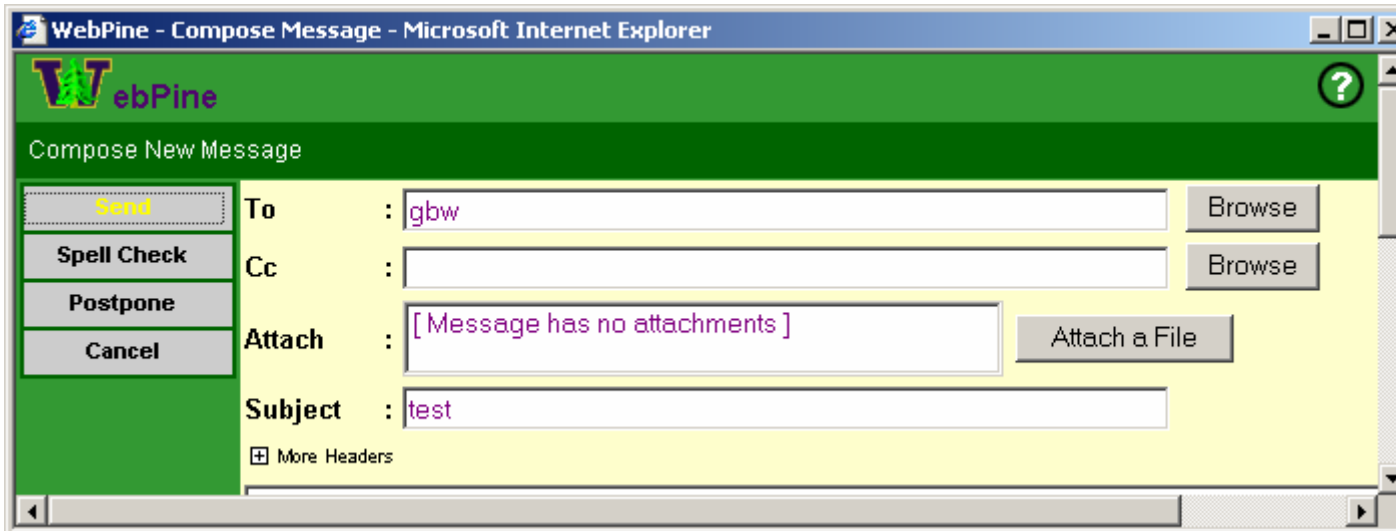 WebPine - Compose Message - Microsoft Internet Explorer
WebPine
?
Compose New Message
Send
Spell Check
Postpone
Cancel
To : gbw Browse
Cc : Browse
Attach : [ Message has no attachments ] Attach a File
Subject : test
More Headers